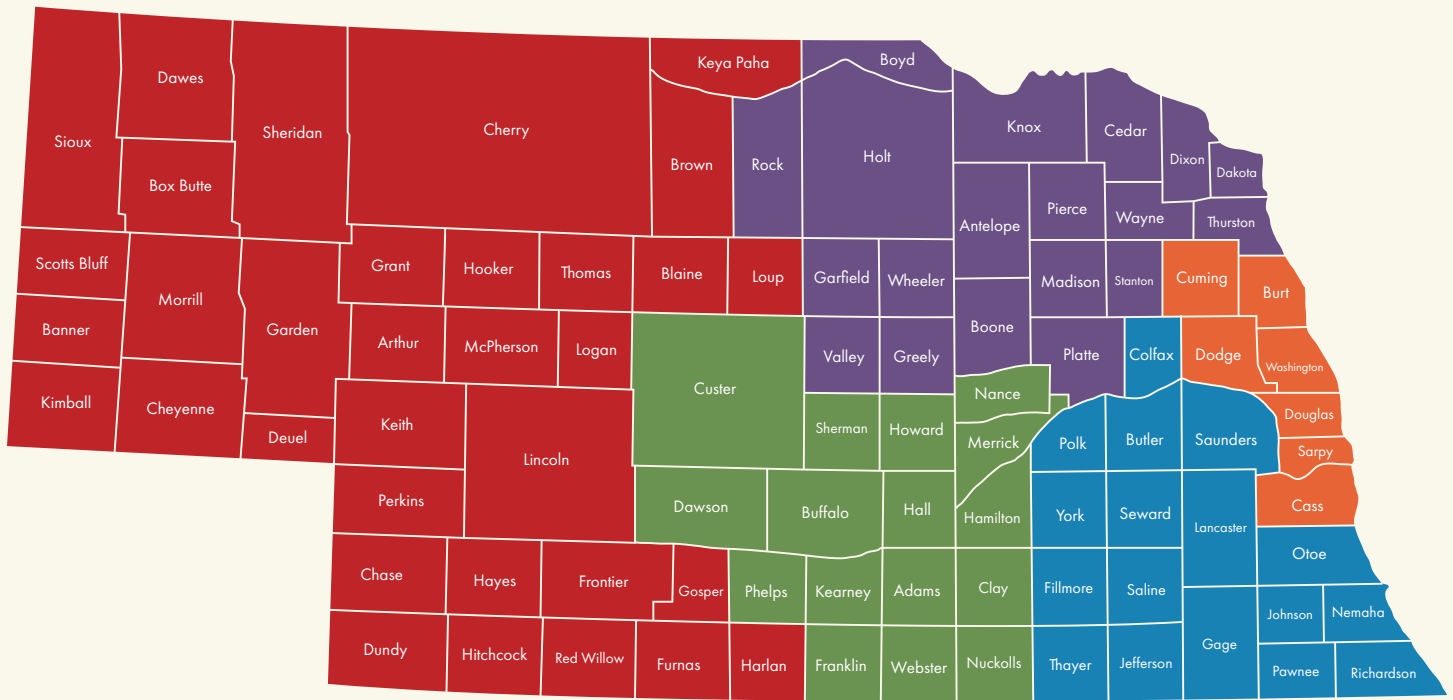 Keya Paha
Boyd
Dawes
Sioux
Sheridan
Cherry
Knox
Cedar
Box Butte
Brown
Rock
Holt
Dixon
Dakota
Antelope
Pierce
Wayne
Thurston
Scotts Bluff
Grant
Hooker
Thomas
Blaine
Loup
Garfield
Wheeler
Madison
Stanton
Cuming
Burt
Morrill
Banner
Garden
Arthur
McPherson
Logan
Custer
Valley
Greely
Boone
Platte
Colfax
Dodge
Washington
Kimball
Cheyenne
Deuel
Keith
Lincoln
Sherman
Howard
Nance
Merrick
Polk
Butler
Saunders
Douglas
Sarpy
Perkins
Dawson
Buffalo
Hall
Hamilton
York
Seward
Lancaster
Cass
Otoe
Chase
Hayes
Frontier
Gosper
Phelps
Kearney
Adams
Clay
Fillmore
Saline
Johnson
Nemaha
Dundy
Hitchcock
Red Willow
Furnas
Harlan
Franklin
Webster
Nuckolls
Thayer
Jefferson
Gage
Pawnee
Richardson